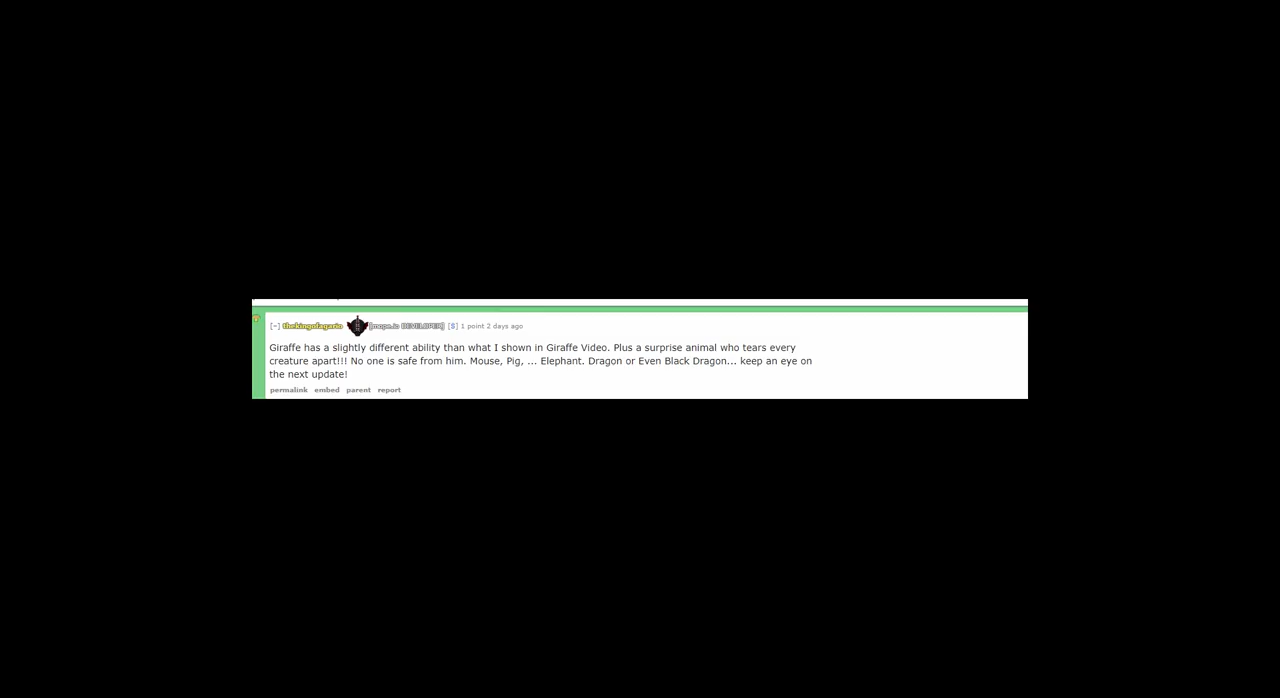 [–] thekingofagario [mope.io DEVELOPER] [S] 1 point 2 days ago
Giraffe has a slightly different ability than what I shown in Giraffe Video. Plus a surprise animal who tears every
creature apart!!! No one is safe from him. Mouse, Pig, ... Elephant. Dragon or Even Black Dragon... keep an eye on
the next update!
permalink embed parent report